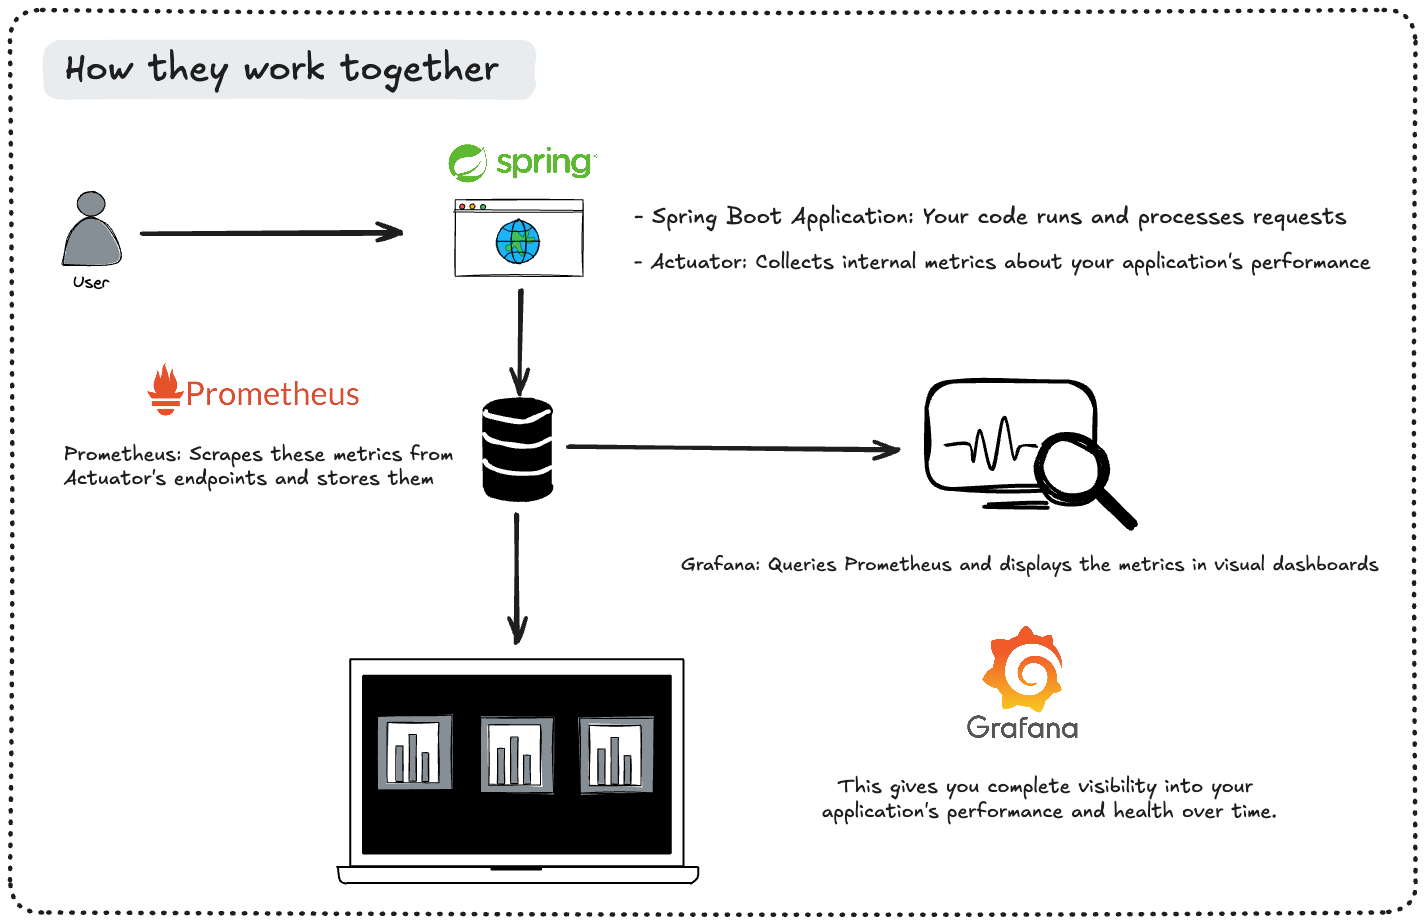 How they work together
spring
- Spring Boot Application: Your code runs and processes requests
- Actuator: Collects internal metrics about your application's performance
User
Prometheus
Prometheus: Scrapes these metrics from
Actuator's endpoints and stores them
Grafana: Queries Prometheus and displays the metrics in visual dashboards
Grafana
This gives you complete visibility into your
application's performance and health over time.